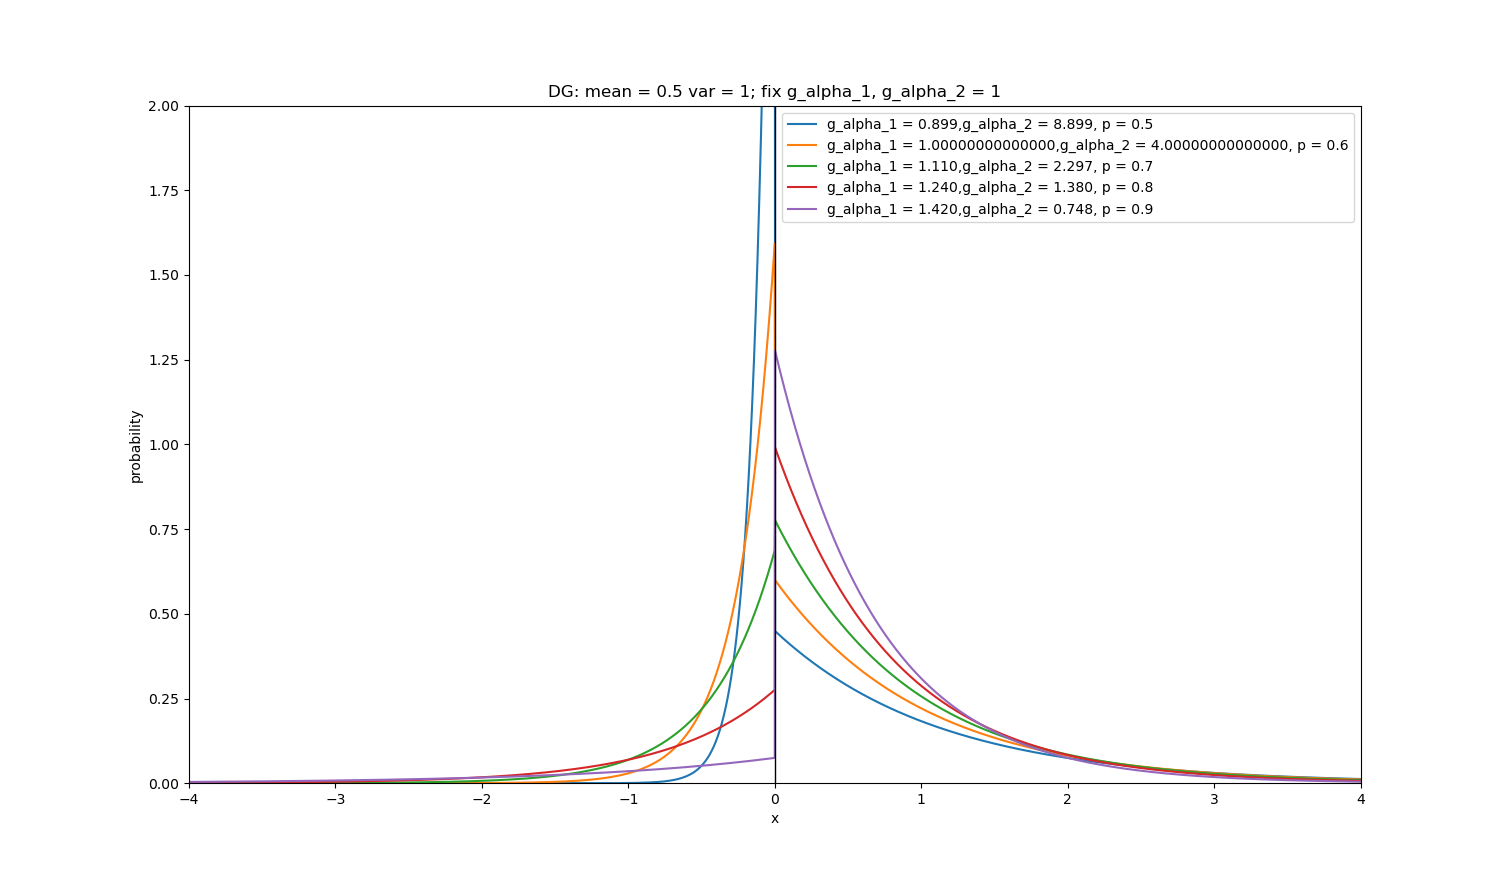 DG: mean = 0.5 var = 1; fix g_alpha_1, g_alpha_2 = 1
2.00
1.75
1.50
1.25
1.00
0.75
0.50
0.25
0.00
probability
g_alpha_1 = 0.899,g_alpha_2 = 8.899, p = 0.5
g_alpha_1 = 1.00000000000000,g_alpha_2 = 4.00000000000000, p = 0.6
g_alpha_1 = 1.110,g_alpha_2 = 2.297, p = 0.7
g_alpha_1 = 1.240,g_alpha_2 = 1.380, p = 0.8
g_alpha_1 = 1.420,g_alpha_2 = 0.748, p = 0.9
−4 −3 −2 −1 0 1 2 3 4
x